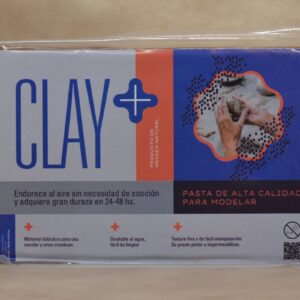 CLAY+
PRODUCTO DE
ORIGEN NATURAL
Endurece al aire sin necesidad de cocción
y adquiere gran dureza en 24-48 hs.
PASTA DE ALTA CALIDAD
PARA MODELAR
Material didáctico para uso
escolar y artes creativas.
Diluible al agua,
fácil de limpiar
Textura fina y de fácil manipulación.
Se puede pintar o impermeabilizar.